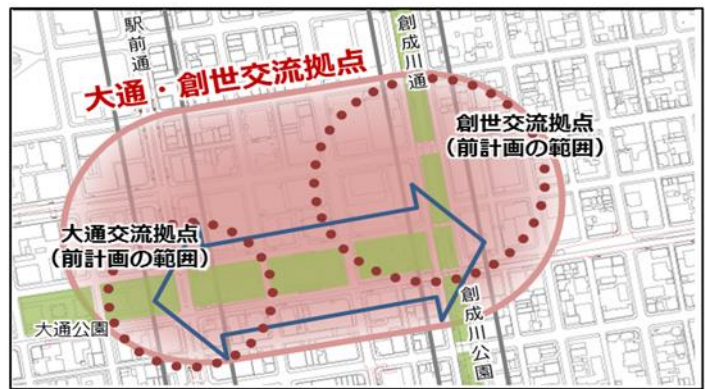 駅前通
創成川通
大通・創世交流拠点
創世交流拠点
（前計画の範囲）
大通交流拠点
（前計画の範囲）
大通公園
創成川公園